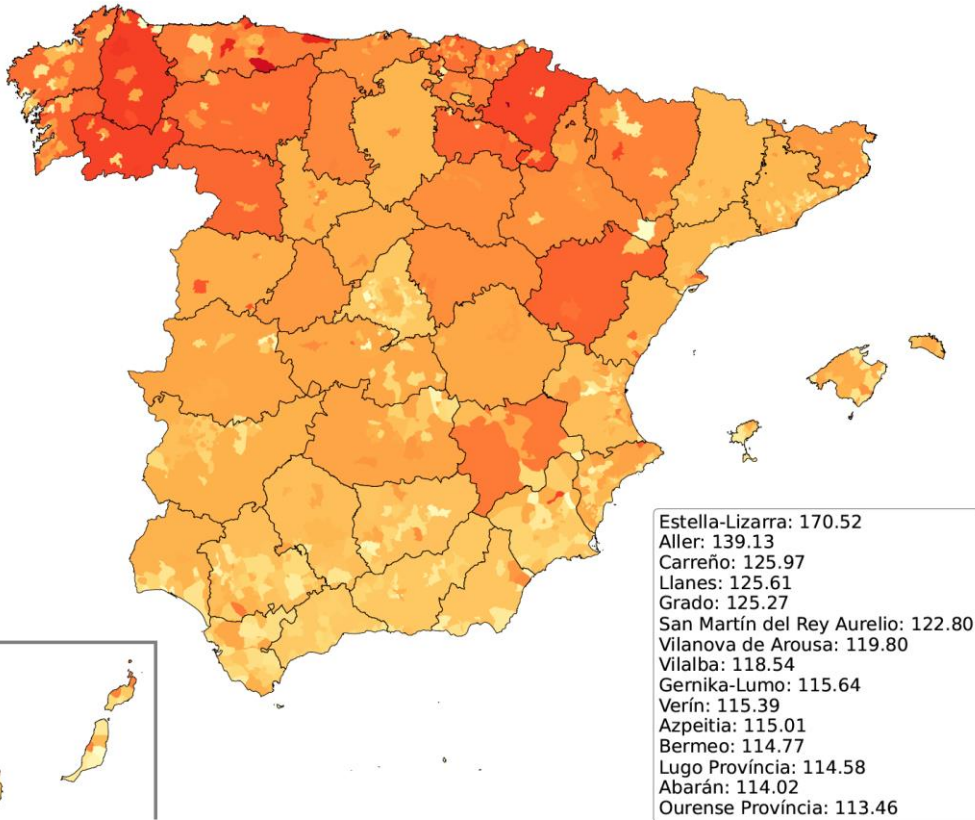 Estella-Lizarra: 170.52
Aller: 139.13
Carreño: 125.97
Llanes: 125.61
Grado: 125.27
San Martín del Rey Aurelio: 122.80
Vilanova de Arousa: 119.80
Vilalba: 118.54
Gernika-Lumo: 115.64
Verín: 115.39
Azpeitia: 115.01
Bermeo: 114.77
Lugo Província: 114.58
Abarán: 114.02
Ourense Província: 113.46